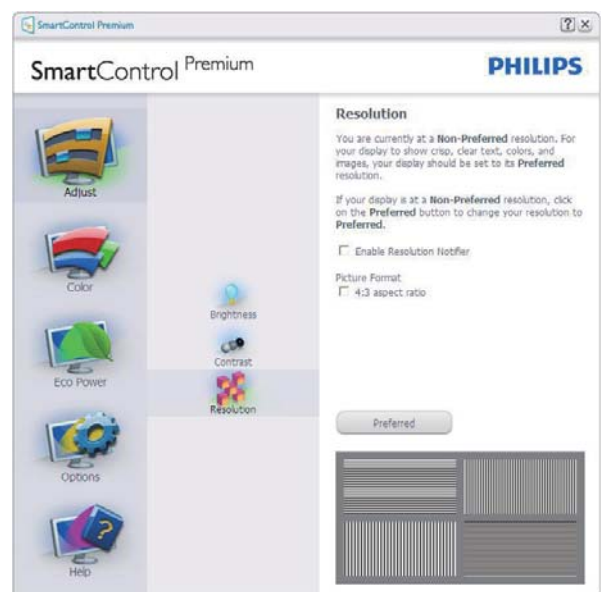 SmartControl Premium
SmartControl Premium
PHILIPS
Adjust
Color
Eco Power
Options
Help
Brightness
Contrast
Resolution
Resolution
You are currently at a Non-Preferred resolution. For
your display to show crisp, clear text, colors, and
images, your display should be set to its Preferred
resolution.
If your display is at a Non-Preferred resolution, click
on the Preferred button to change your resolution to
Preferred.
Enable Resolution Notifier
Picture Format
4:3 aspect ratio
Preferred